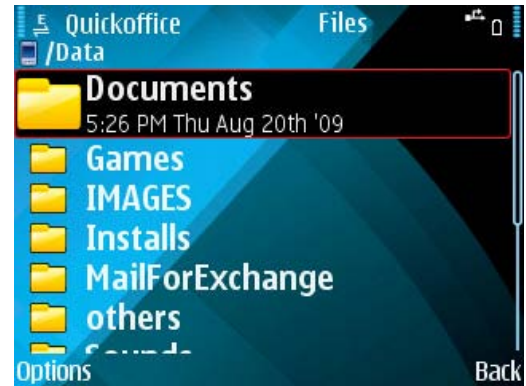 Quickoffice Files
/Data
Documents
5:26 PM Thu Aug 20th '09
Games
IMAGES
Installs
MailForExchange
others
Options Back